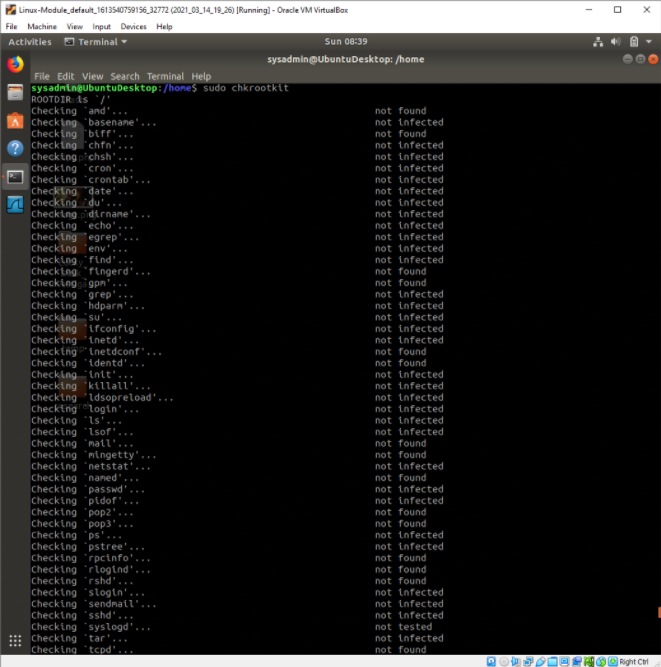 Linux-Module_default_1613540759156_32772 (2021_03_14_19_26) [Running] - Oracle VM VirtualBox
File Machine View Input Devices Help
Activities Terminal Sun 08:39
sysadmin@UbuntuDesktop: /home
File Edit View Search Terminal Help
sysadmin@UbuntuDesktop:/home$ sudo chkrootkit
ROOTDIR is `/'
Checking `amd'... not found
Checking `basename'... not infected
Checking `biff'... not found
Checking `chfn'... not infected
Checking `chsh'... not infected
Checking `cron'... not infected
Checking `crontab'... not infected
Checking `date'... not infected
Checking `du'... not infected
Checking `dirname'... not infected
Checking `echo'... not infected
Checking `egrep'... not infected
Checking `env'... not infected
Checking `find'... not infected
Checking `fingerd'... not found
Checking `gpm'... not found
Checking `grep'... not infected
Checking `hdparm'... not infected
Checking `su'... not infected
Checking `ifconfig'... not infected
Checking `inetd'... not infected
Checking `inetdconf'... not found
Checking `identd'... not found
Checking `init'... not infected
Checking `killall'... not infected
Checking `ldsopreload'... not infected
Checking `login'... not infected
Checking `ls'... not infected
Checking `lsof'... not infected
Checking `mail'... not found
Checking `mingetty'... not found
Checking `netstat'... not infected
Checking `named'... not found
Checking `passwd'... not infected
Checking `pidof'... not infected
Checking `pop2'... not found
Checking `pop3'... not found
Checking `ps'... not infected
Checking `pstree'... not infected
Checking `rpcinfo'... not found
Checking `rlogind'... not found
Checking `rshd'... not found
Checking `slogin'... not infected
Checking `sendmail'... not infected
Checking `sshd'... not infected
Checking `syslogd'... not tested
Checking `tar'... not infected
Checking `tcpd'... not found
Right Ctrl